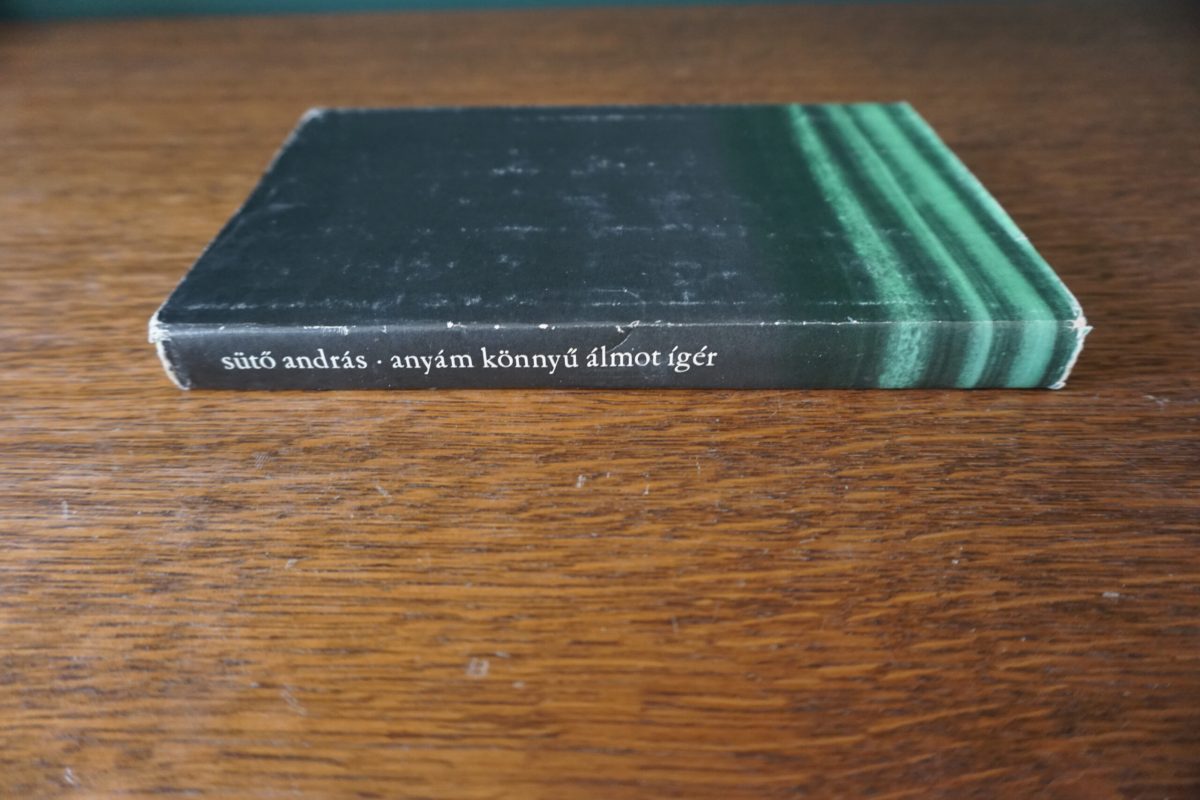 sütő andrás · anyám könnyű álmot ígér